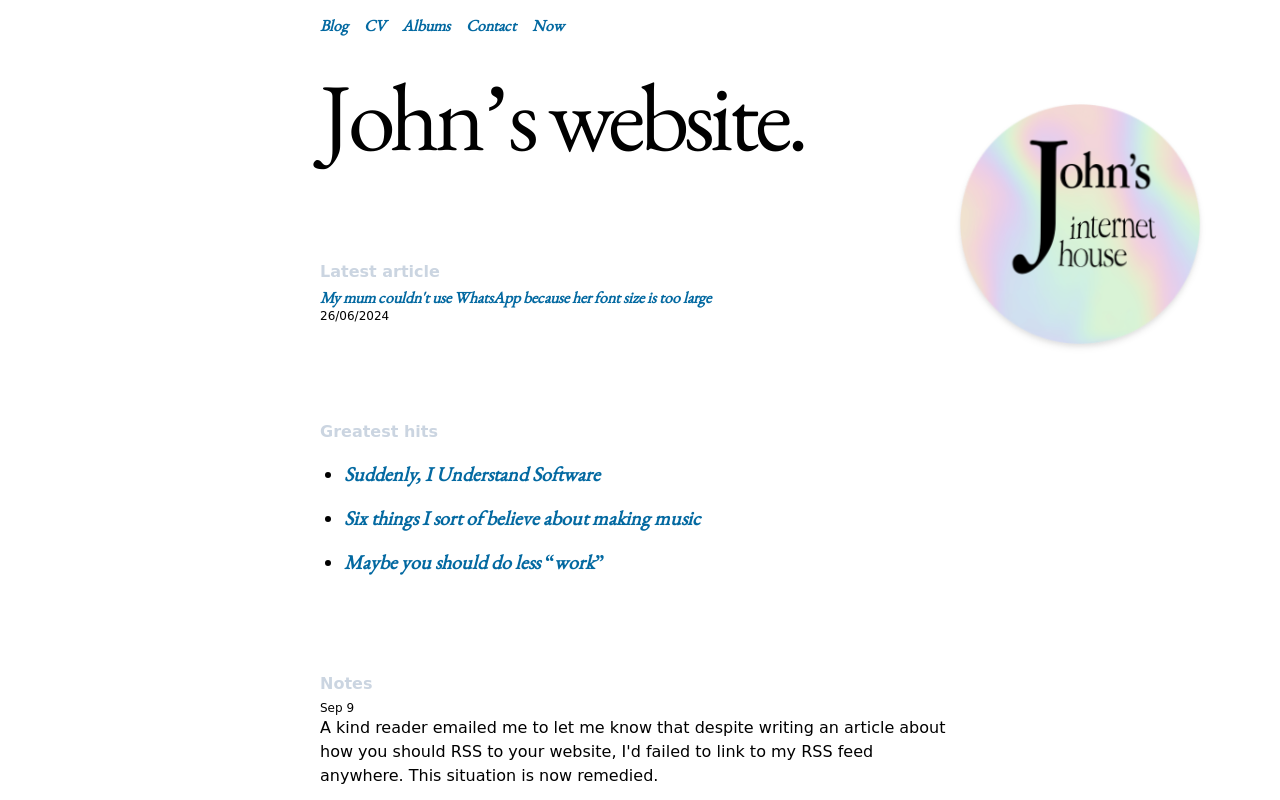 Blog CV Albums Contact Now
John’s website.
John’s
internet
house
Latest article
My mum couldn't use WhatsApp because her font size is too large
26/06/2024
Greatest hits
Suddenly, I Understand Software
Six things I sort of believe about making music
Maybe you should do less “work”
Notes
Sep 9
A kind reader emailed me to let me know that despite writing an article about
how you should RSS to your website, I'd failed to link to my RSS feed
anywhere. This situation is now remedied.